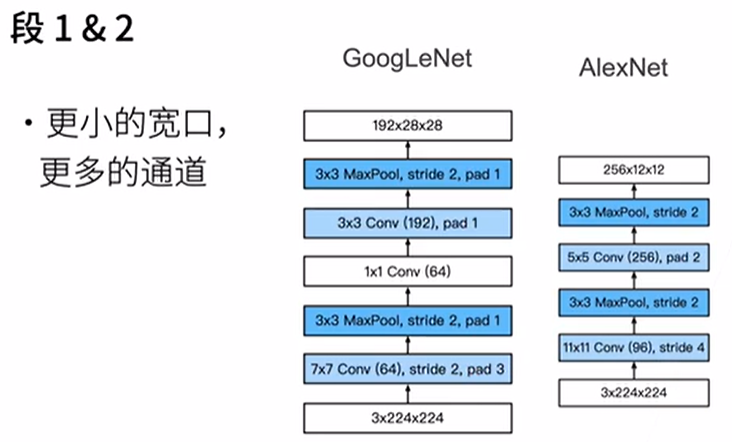 段 1 & 2
• 更小的宽口，
更多的通道
GoogLeNet
192x28x28
3x3 MaxPool, stride 2, pad 1
3x3 Conv (192), pad 1
1x1 Conv (64)
3x3 MaxPool, stride 2, pad 1
7x7 Conv (64), stride 2, pad 3
3x224x224
AlexNet
256x12x12
3x3 MaxPool, stride 2
5x5 Conv (256), pad 2
3x3 MaxPool, stride 2
11x11 Conv (96), stride 4
3x224x224